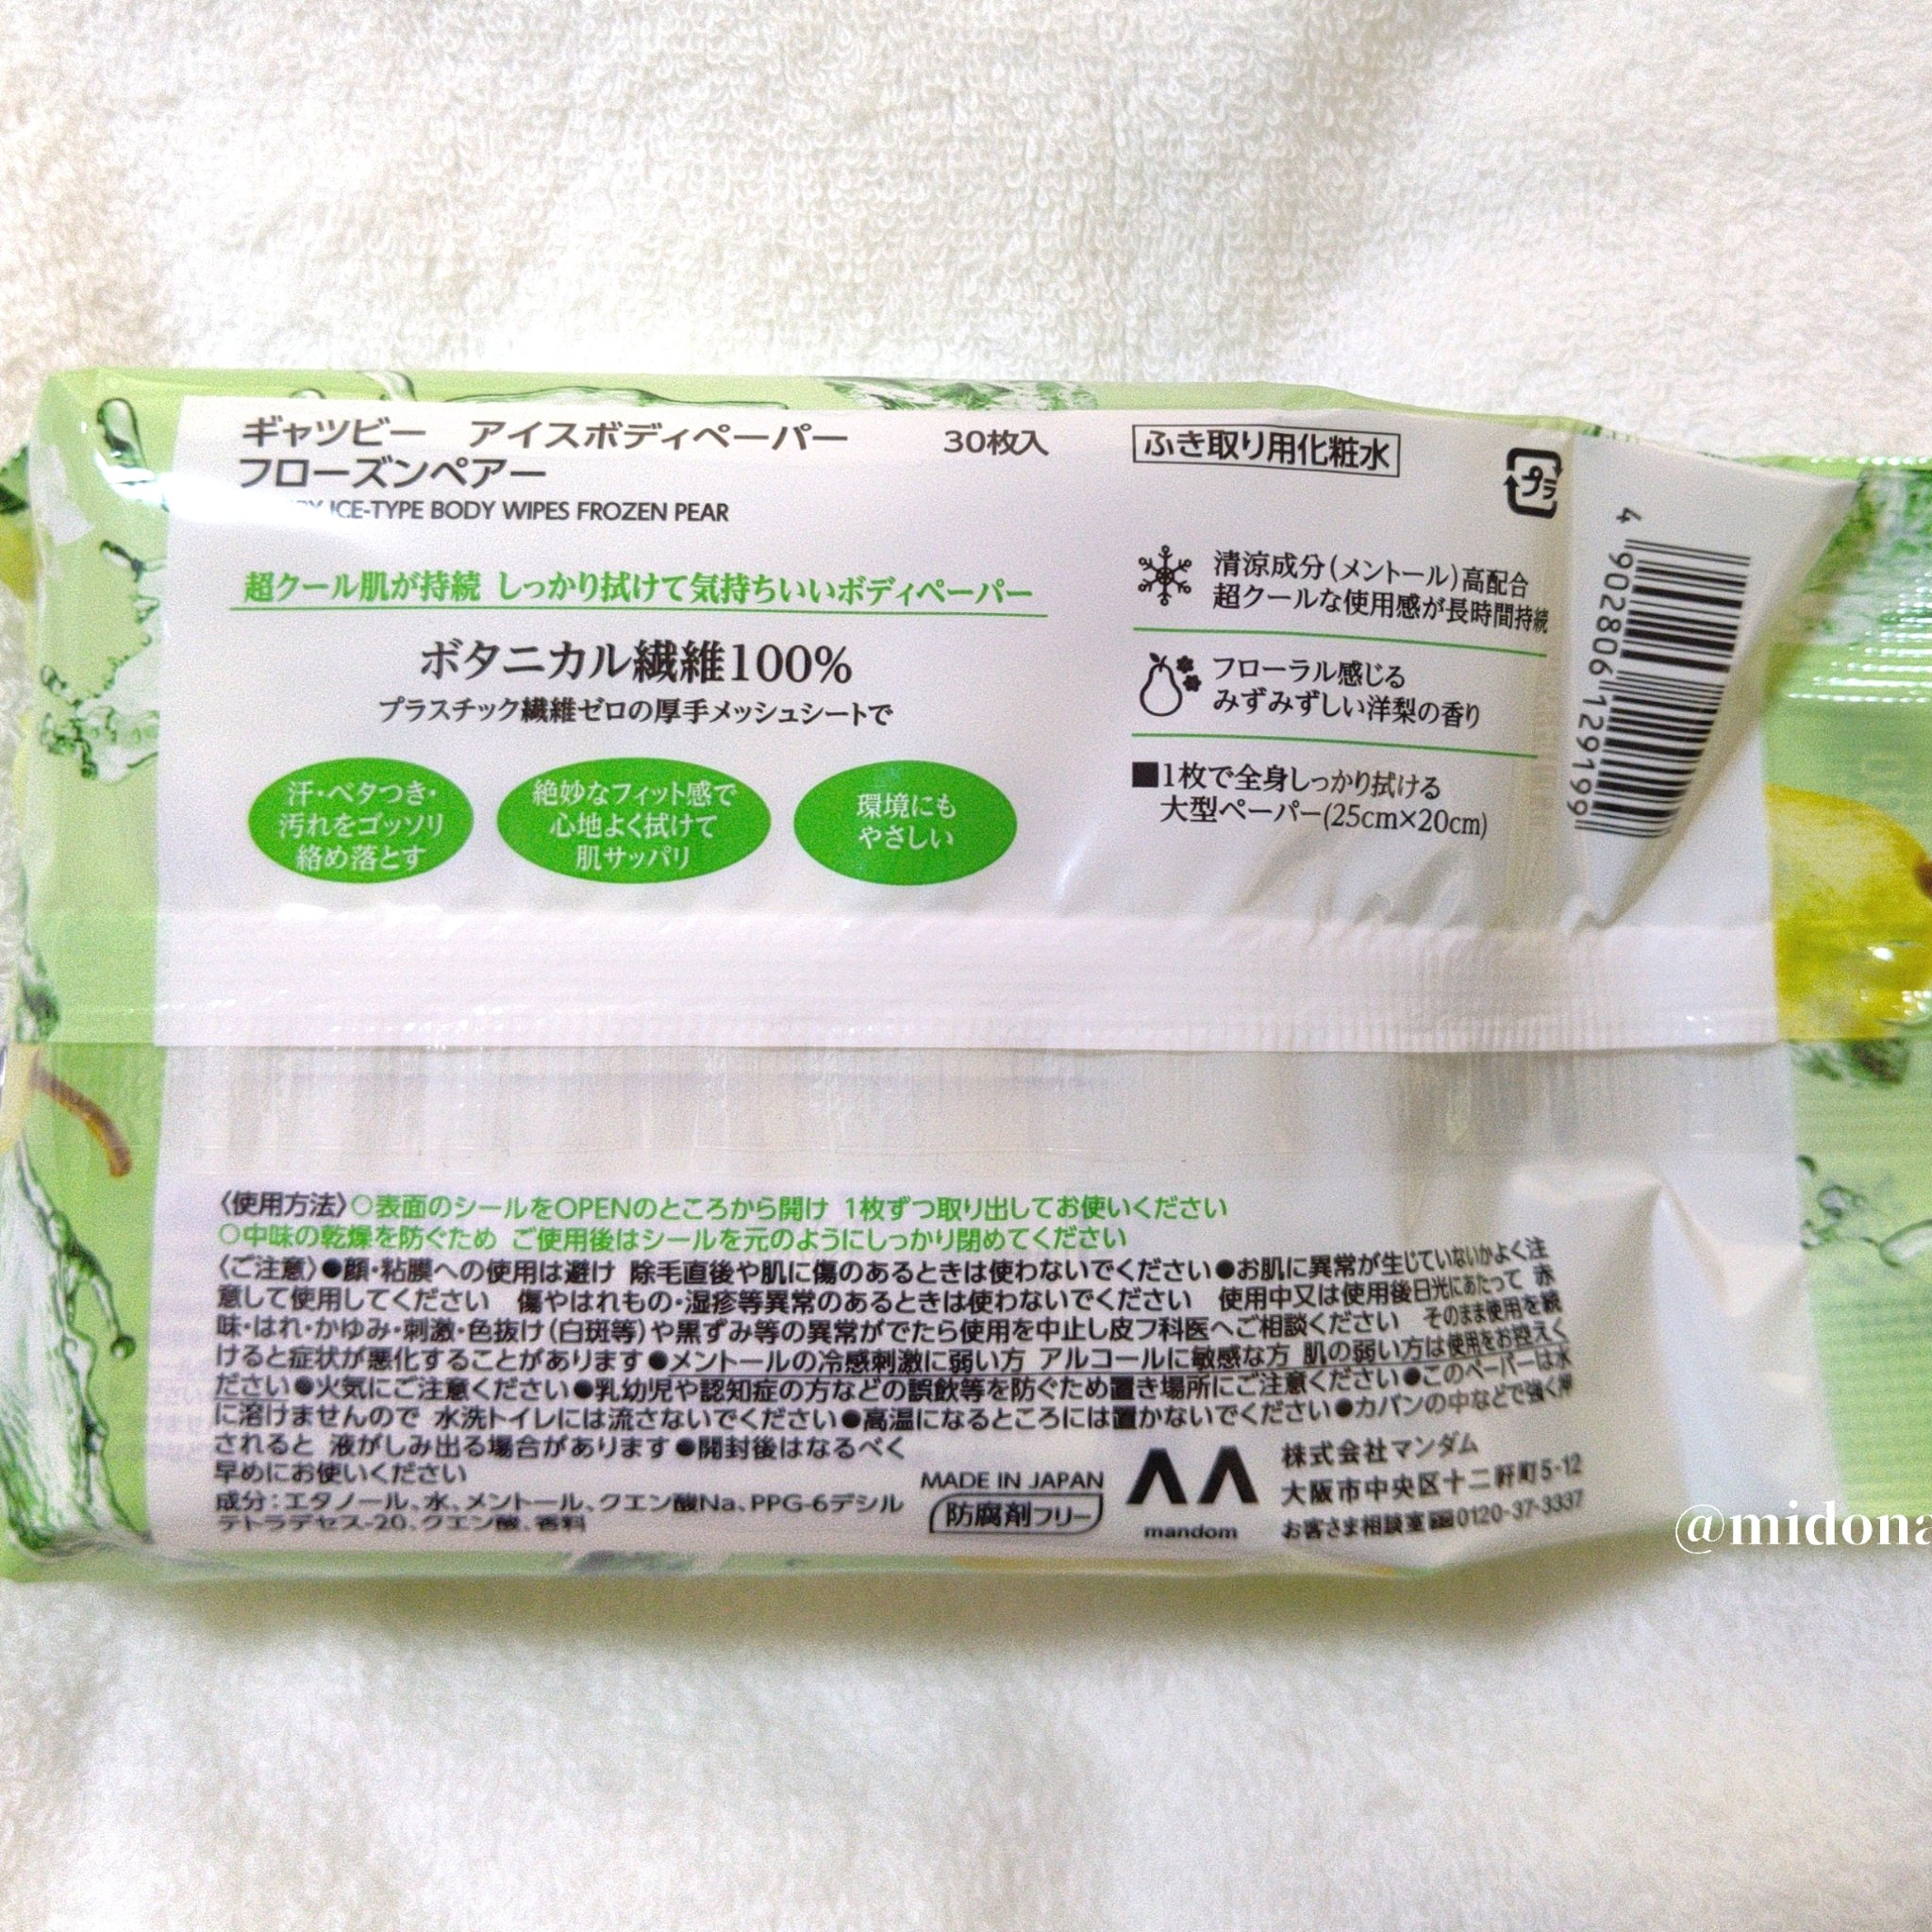 ギャツビー アイスボディペーパー 30枚入
フローズンペアー
ICE-TYPE BODY WIPES FROZEN PEAR
超クール肌が持続 しっかり拭けて気持ちいいボディペーパー
ボタニカル繊維100%
プラスチック繊維ゼロの厚手メッシュシートで
汗・ベタつき・
汚れをゴッソリ
絡め落とす
絶妙なフィット感で
心地よく拭けて
肌サッパリ
環境にも
やさしい
ふき取り用化粧水
プラ
清涼成分(メントール)高配合
超クールな使用感が長時間持続
フローラル感じる
みずみずしい洋梨の香り
■1枚で全身しっかり拭ける
大型ペーパー(25cm×20cm)
4 902806 129199
〈使用方法〉○表面のシールをOPENのところから開け 1枚ずつ取り出してお使いください
○中味の乾燥を防ぐため ご使用後はシールを元のようにしっかり閉めてください
〈ご注意〉●顔・粘膜への使用は避け 除毛直後や肌に傷のあるときは使わないでください●お肌に異常が生じていないかよく注
意して使用してください 傷やはれもの・湿疹等異常のあるときは使わないでください 使用中又は使用後日光にあたって 赤
味・はれ・かゆみ・刺激・色抜け(白斑等)や黒ずみ等の異常がでたら使用を中止し皮フ科医へご相談ください そのまま使用を続
けると症状が悪化することがあります●メントールの冷感刺激に弱い方 アルコールに敏感な方 肌の弱い方は使用をお控えく
ださい●火気にご注意ください●乳幼児や認知症の方などの誤飲等を防ぐため置き場所にご注意ください●このペーパーは水
に溶けませんので 水洗トイレには流さないでください●高温になるところには置かないでください●カバンの中などで強く押
されると 液がしみ出る場合があります●開封後はなるべく
早めにお使いください
成分:エタノール、水、メントール、クエン酸Na、PPG-6デシル
テトラデセス-20、クエン酸、香料
MADE IN JAPAN
防腐剤フリー
mandom
株式会社マンダム
大阪市中央区十二軒町5-12
お客さま相談室 0120-37-3337
@midona